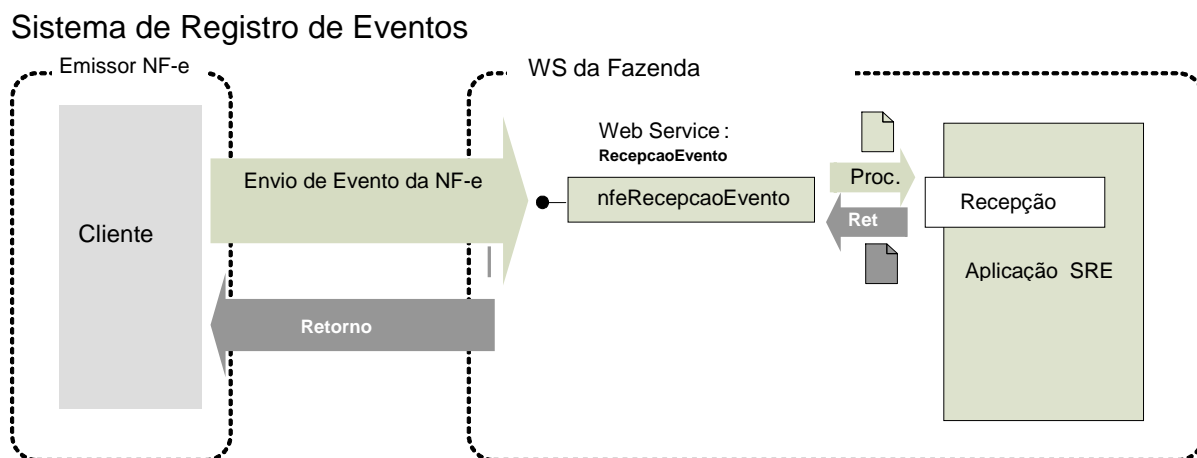 Sistema de Registro de Eventos
Emissor NF-e
WS da Fazenda
Web Service :
RecepcaoEvento
Envio de Evento da NF-e
nfeRecepcaoEvento
Proc.
Ret
Recepção
Cliente
Aplicação SRE
Retorno